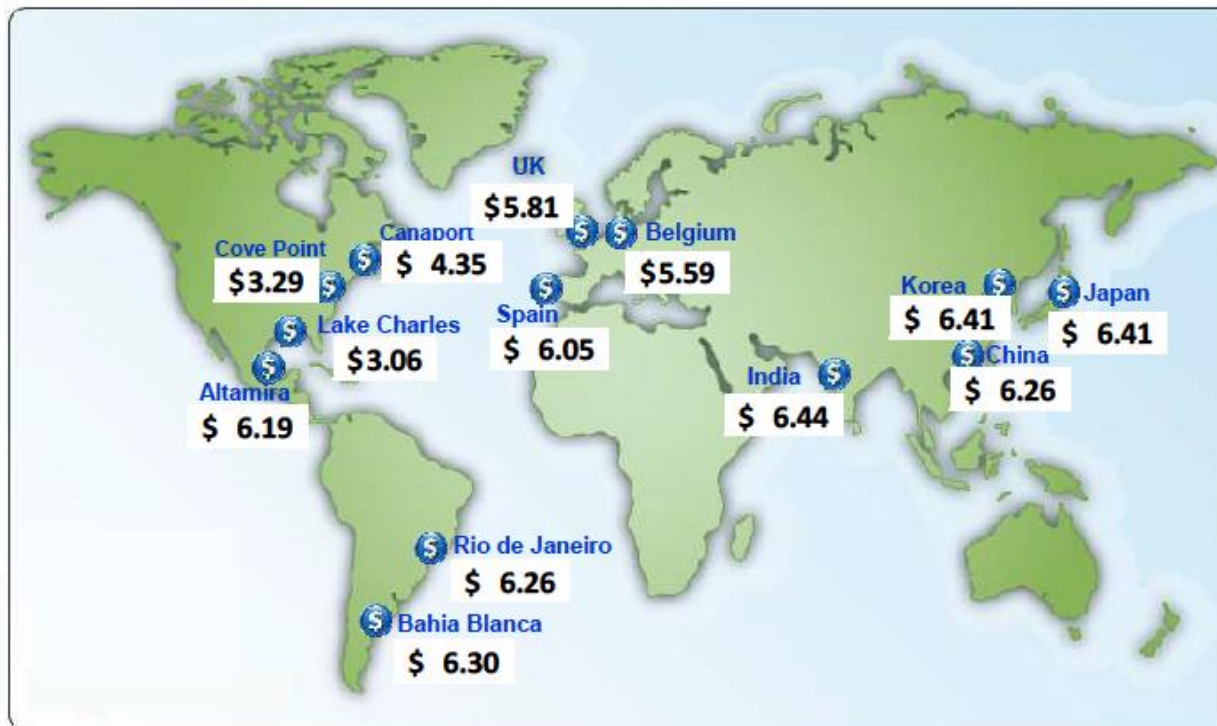 UK
$5.81
Canaport
$ 4.35
Cove Point
$3.29
Belgium
$5.59
Lake Charles
$3.06
Spain
$ 6.05
Korea
$ 6.41
Japan
$ 6.41
China
$ 6.26
India
$ 6.44
Altamira
$ 6.19
Rio de Janeiro
$ 6.26
Bahia Blanca
$ 6.30